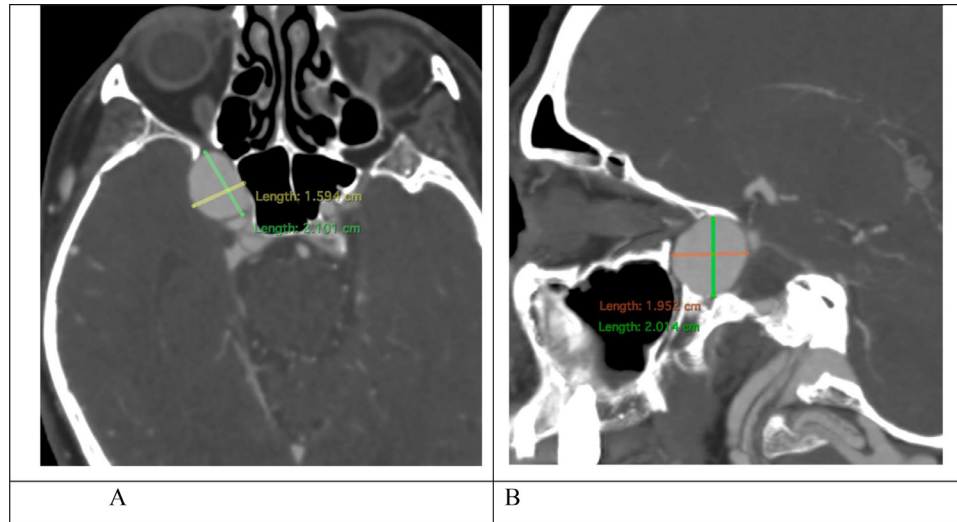 Length: 1.594 cm
Length: 2.101 cm
Length: 1.952 cm
Length: 2.014 cm
A
B